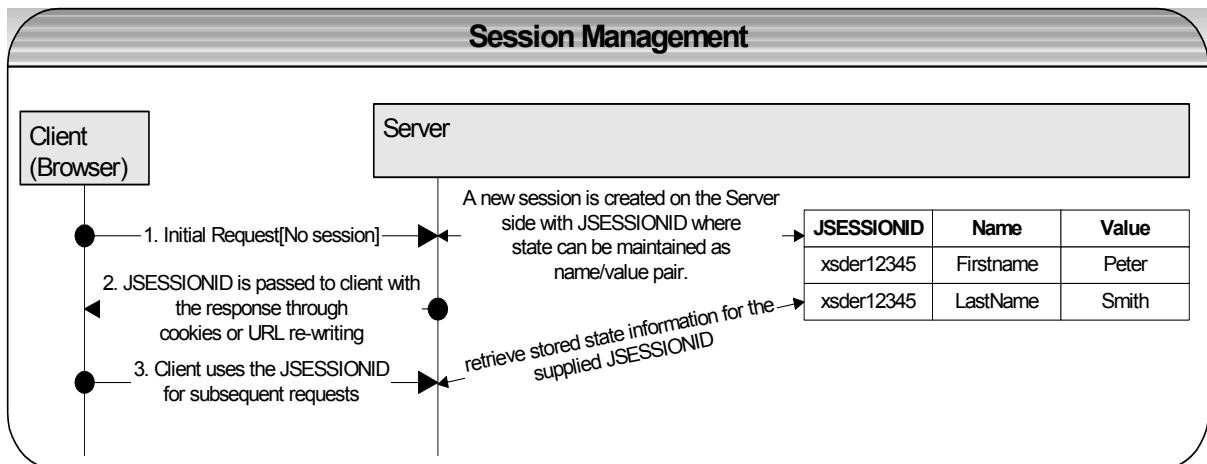 Session Management
Client
(Browser)
Server
A new session is created on the Server
side with JSESSIONID where
state can be maintained as
name/value pair.
1. Initial Request[No session]
JSESSIONID Name Value
xsder12345 Firstname Peter
xsder12345 LastName Smith
2. JSESSIONID is passed to client with
the response through
cookies or URL re-writing
retrieve stored state information for the
supplied JSESSIONID
3. Client uses the JSESSIONID
for subsequent requests